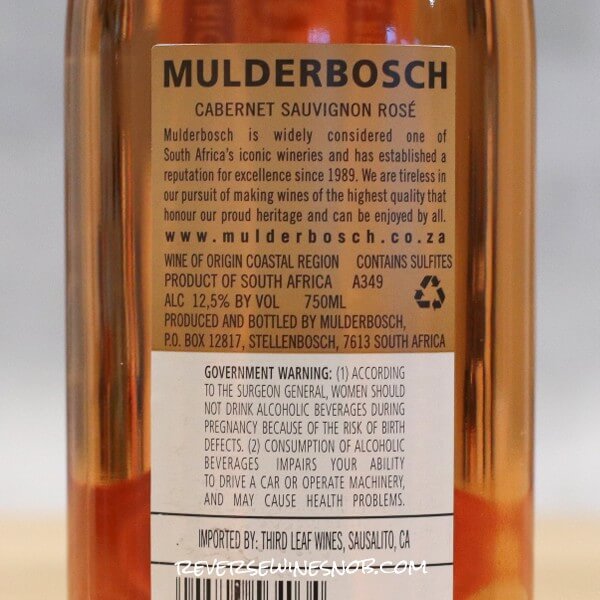 MULDERBOSCH
CABERNET SAUVIGNON ROSÉ
Mulderbosch is widely considered one of
South Africa's iconic wineries and has established a
reputation for excellence since 1989. We are tireless in
our pursuit of making wines of the highest quality that
honour our proud heritage and can be enjoyed by all.
www.mulderbosch.co.za
WINE OF ORIGIN COASTAL REGION CONTAINS SULFITES
PRODUCT OF SOUTH AFRICA A349
ALC 12,5% BY VOL 750ML
PRODUCED AND BOTTLED BY MULDERBOSCH,
P.O. BOX 12817, STELLENBOSCH, 7613 SOUTH AFRICA
GOVERNMENT WARNING: (1) ACCORDING
TO THE SURGEON GENERAL, WOMEN SHOULD
NOT DRINK ALCOHOLIC BEVERAGES DURING
PREGNANCY BECAUSE OF THE RISK OF BIRTH
DEFECTS. (2) CONSUMPTION OF ALCOHOLIC
BEVERAGES IMPAIRS YOUR ABILITY
TO DRIVE A CAR OR OPERATE MACHINERY,
AND MAY CAUSE HEALTH PROBLEMS.
IMPORTED BY: THIRD LEAF WINES, SAUSALITO, CA
REVERSEWINESNOB.COM